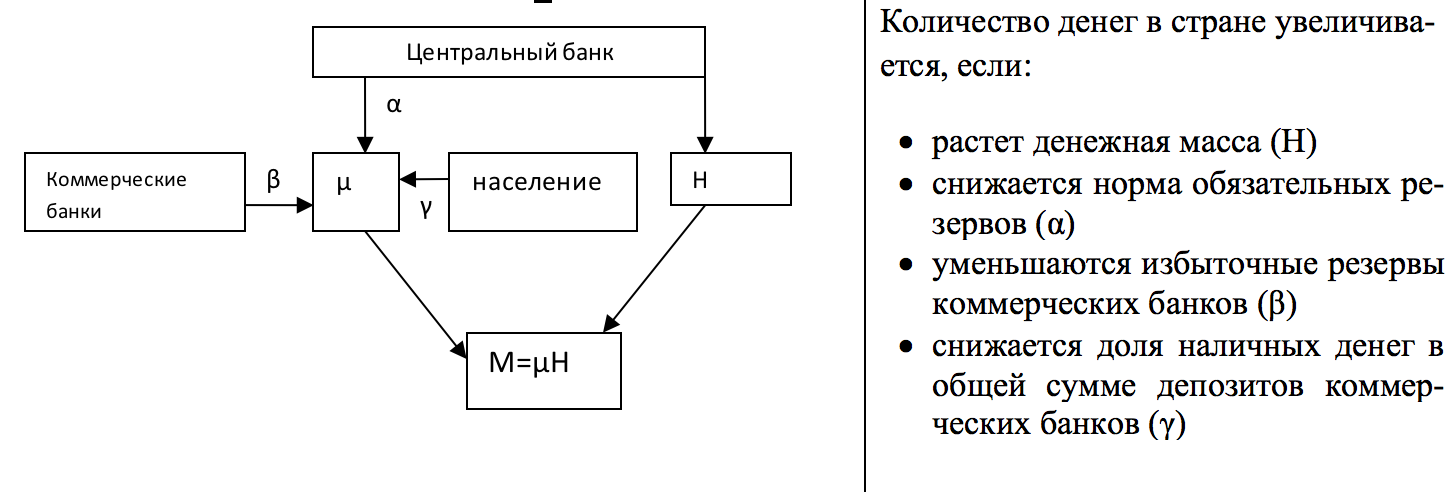 Центральный банк
α
Коммерческие
банки
β
μ
γ
население
Н
М=μН
Количество денег в стране увеличива-
ется, если:
• растет денежная масса (Н)
• снижается норма обязательных ре-
зервов (α)
• уменьшаются избыточные резервы
коммерческих банков (β)
• снижается доля наличных денег в
общей сумме депозитов коммер-
ческих банков (γ)